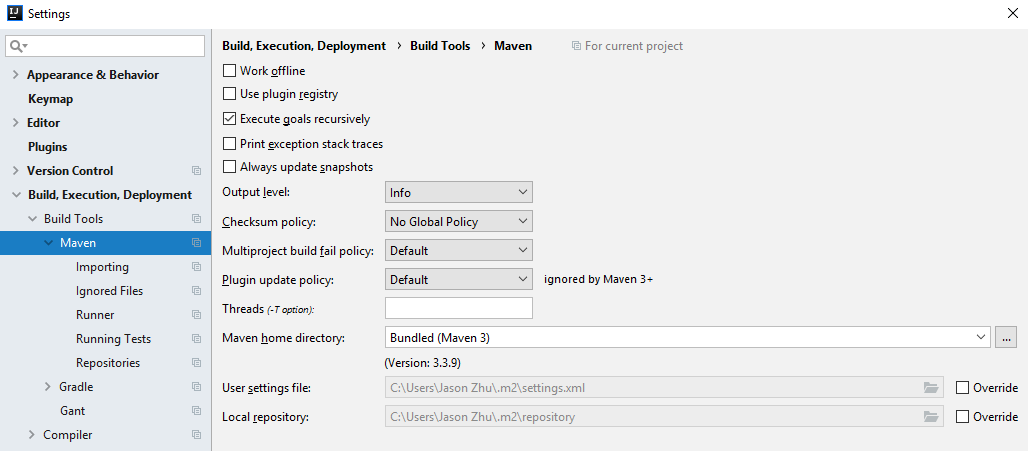 IJ Settings
Appearance & Behavior
Keymap
Editor
Plugins
Version Control
Build, Execution, Deployment
Build Tools
Maven
Importing
Ignored Files
Runner
Running Tests
Repositories
Gradle
Gant
Compiler
Build, Execution, Deployment › Build Tools › Maven For current project
Work offline
Use plugin registry
Execute goals recursively
Print exception stack traces
Always update snapshots
Output level: Info
Checksum policy: No Global Policy
Multiproject build fail policy: Default
Plugin update policy: Default ignored by Maven 3+
Threads (-T option):
Maven home directory: Bundled (Maven 3) ...
(Version: 3.3.9)
User settings file: C:\Users\Jason Zhu\.m2\settings.xml Override
Local repository: C:\Users\Jason Zhu\.m2\repository Override